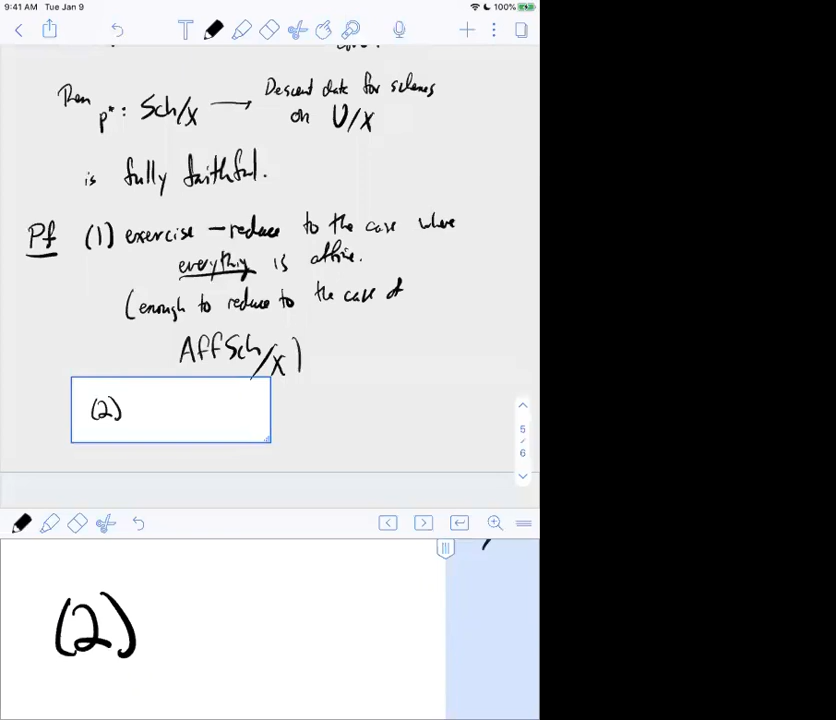 9:41 AM Tue Jan 9
100%
Then p*: Sch/X → Descent data for schemes
on U/X
is fully faithful.
Pf (1) exercise – reduce to the case where
everything is affine.
(enough to reduce to the case of
AffSch/X)
(2)
5
/
6
(2)